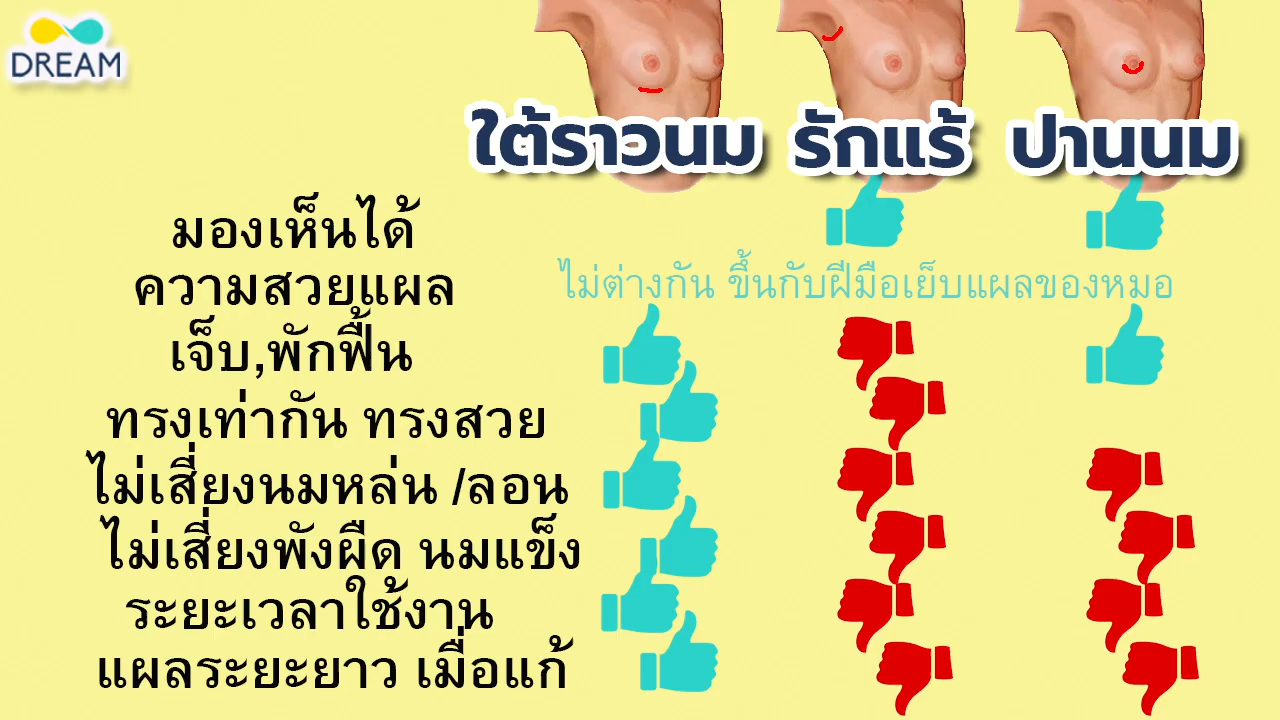 DREAM
ใต้ราวนม
รักแร้
ปานนม
มองเห็นได้
ความสวยแผล
ไม่ต่างกัน ขึ้นกับฝีมือเย็บแผลของหมอ
เจ็บ,พักฟื้น
ทรงเท่ากัน ทรงสวย
ไม่เสี่ยงนมหล่น /ลอน
ไม่เสี่ยงพังผืด นมแข็ง
ระยะเวลาใช้งาน
แผลระยะยาว เมื่อแก้